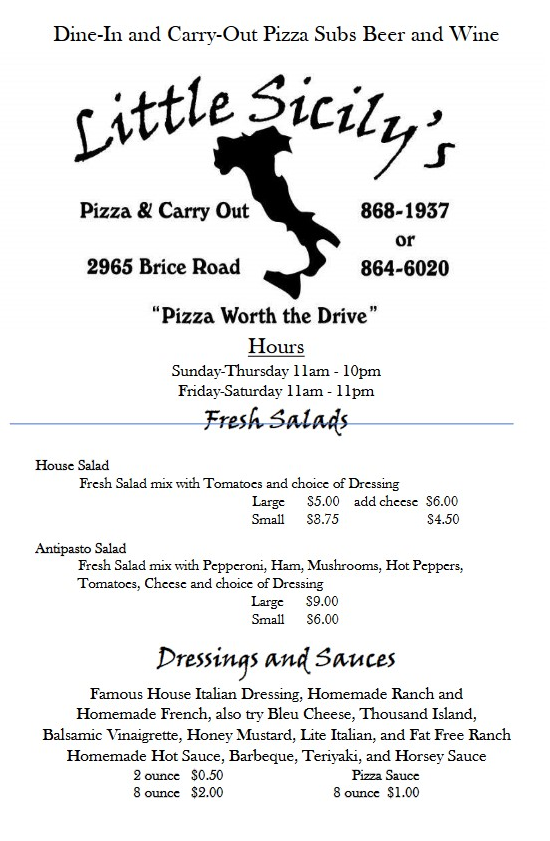 Dine-In and Carry-Out Pizza Subs Beer and Wine
Little Sicily's
Pizza & Carry Out 868-1937
or
2965 Brice Road 864-6020
"Pizza Worth the Drive"
Hours
Sunday-Thursday 11am - 10pm
Friday-Saturday 11am - 11pm
Fresh Salads
House Salad
Fresh Salad mix with Tomatoes and choice of Dressing
Large $5.00 add cheese $6.00
Small $3.75 $4.50
Antipasto Salad
Fresh Salad mix with Pepperoni, Ham, Mushrooms, Hot Peppers,
Tomatoes, Cheese and choice of Dressing
Large $9.00
Small $6.00
Dressings and Sauces
Famous House Italian Dressing, Homemade Ranch and
Homemade French, also try Bleu Cheese, Thousand Island,
Balsamic Vinaigrette, Honey Mustard, Lite Italian, and Fat Free Ranch
Homemade Hot Sauce, Barbeque, Teriyaki, and Horsey Sauce
2 ounce $0.50 Pizza Sauce
8 ounce $2.00 8 ounce $1.00